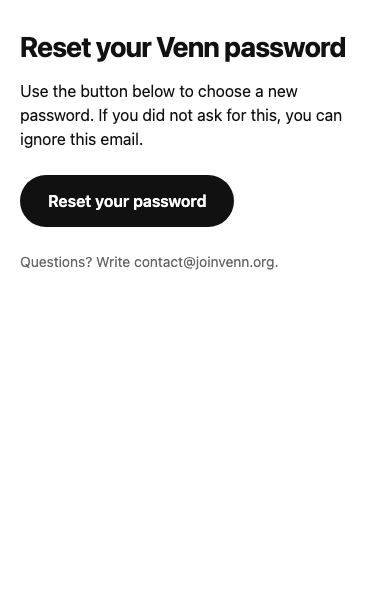 Reset your Venn password
Use the button below to choose a new
password. If you did not ask for this, you can
ignore this email.
Reset your password
Questions? Write contact@joinvenn.org.